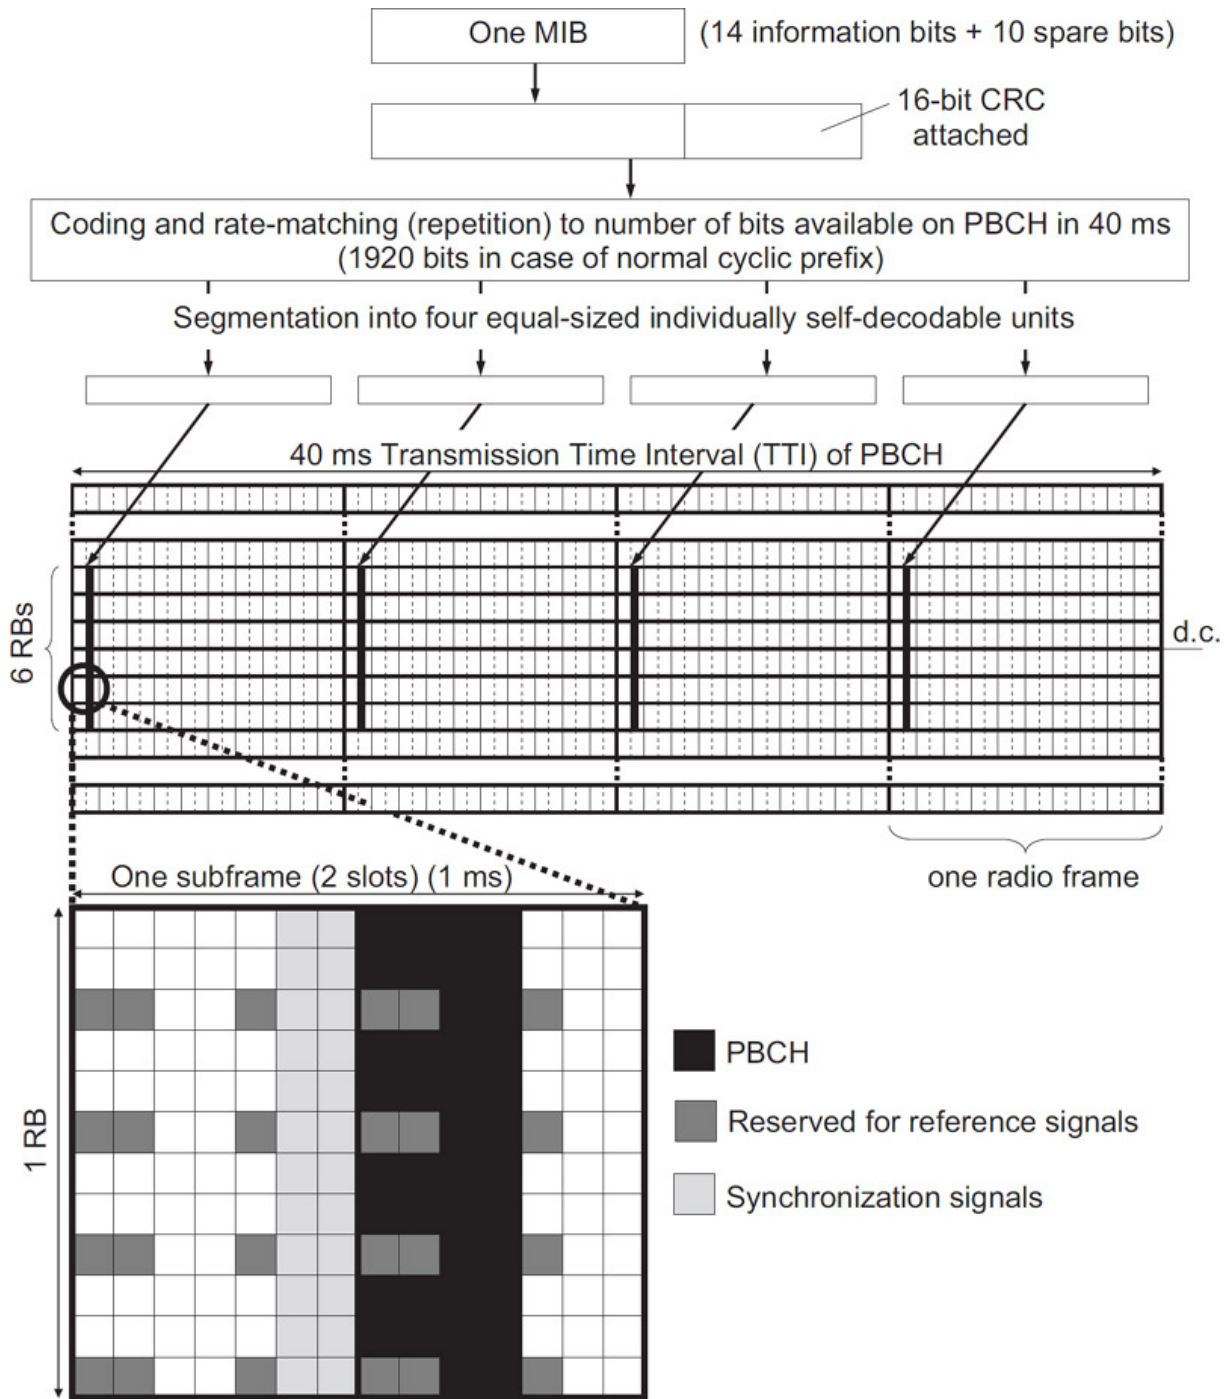 One MIB
(14 information bits + 10 spare bits)
16-bit CRC
attached
Coding and rate-matching (repetition) to number of bits available on PBCH in 40 ms
(1920 bits in case of normal cyclic prefix)
Segmentation into four equal-sized individually self-decodable units
40 ms Transmission Time Interval (TTI) of PBCH
6 RBs
d.c.
one radio frame
One subframe (2 slots) (1 ms)
1 RB
PBCH
Reserved for reference signals
Synchronization signals